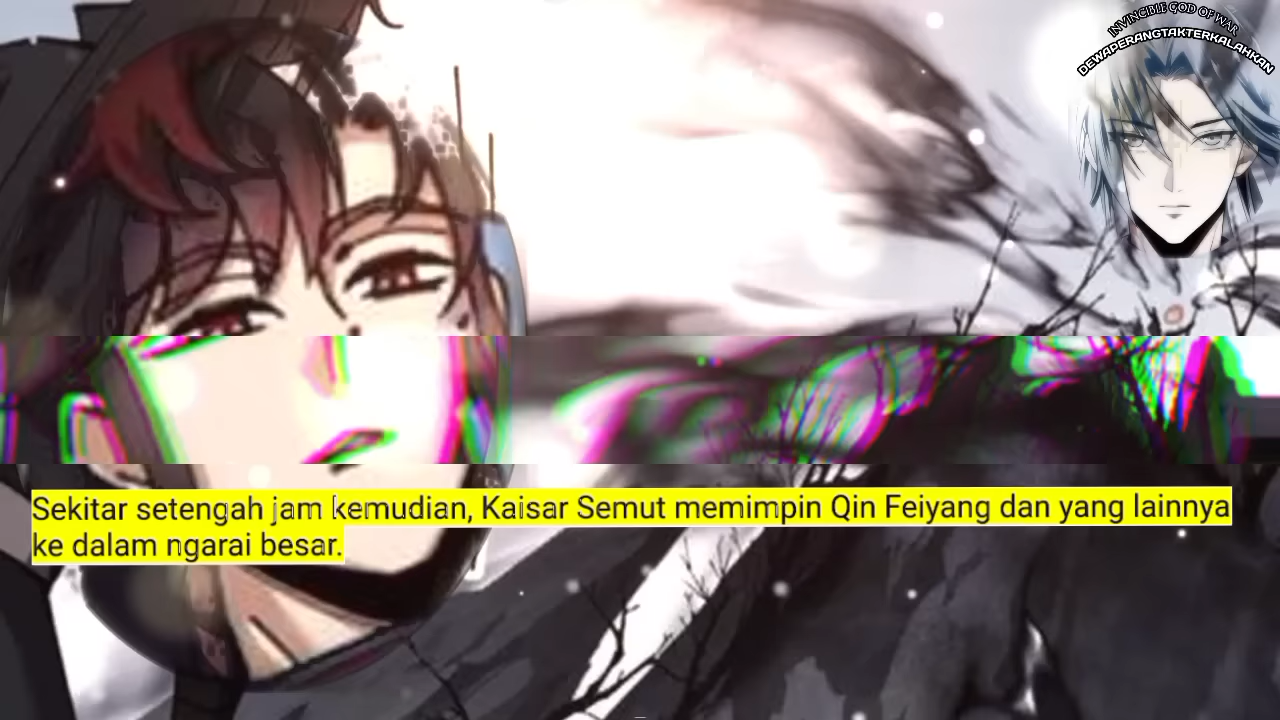 INVINCIBLE GOD OF WAR
DEWAPERANGTAKTERKALAHKAN
Sekitar setengah jam kemudian, Kaisar Semut memimpin Qin Feiyang dan yang lainnya
ke dalam ngarai besar.